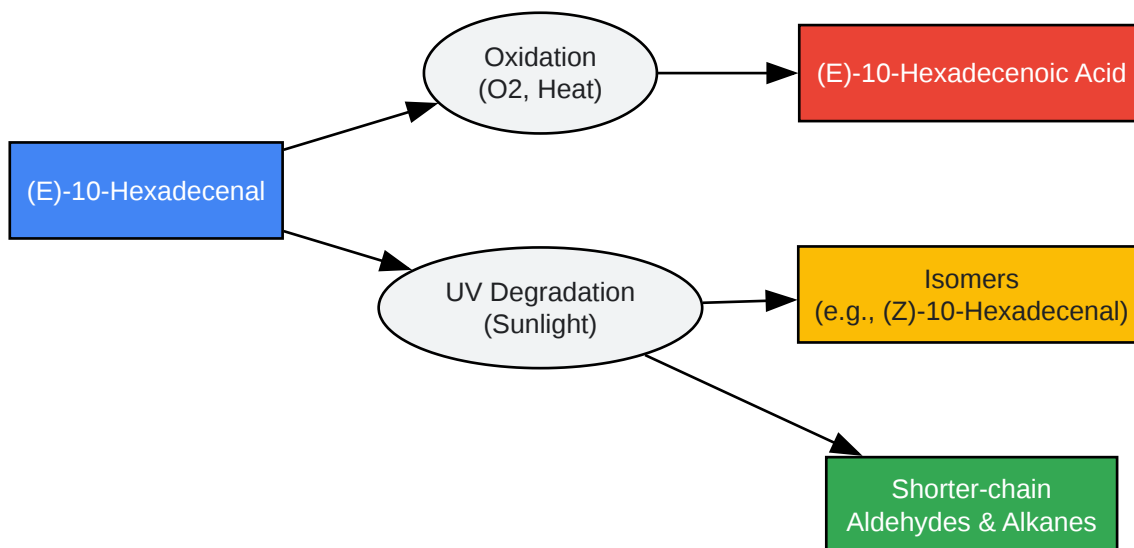 Oxidation
(O2, Heat)
(E)-10-Hexadecenoic Acid
(E)-10-Hexadecenal
UV Degradation
(Sunlight)
Isomers
(e.g., (Z)-10-Hexadecenal)
Shorter-chain
Aldehydes & Alkanes